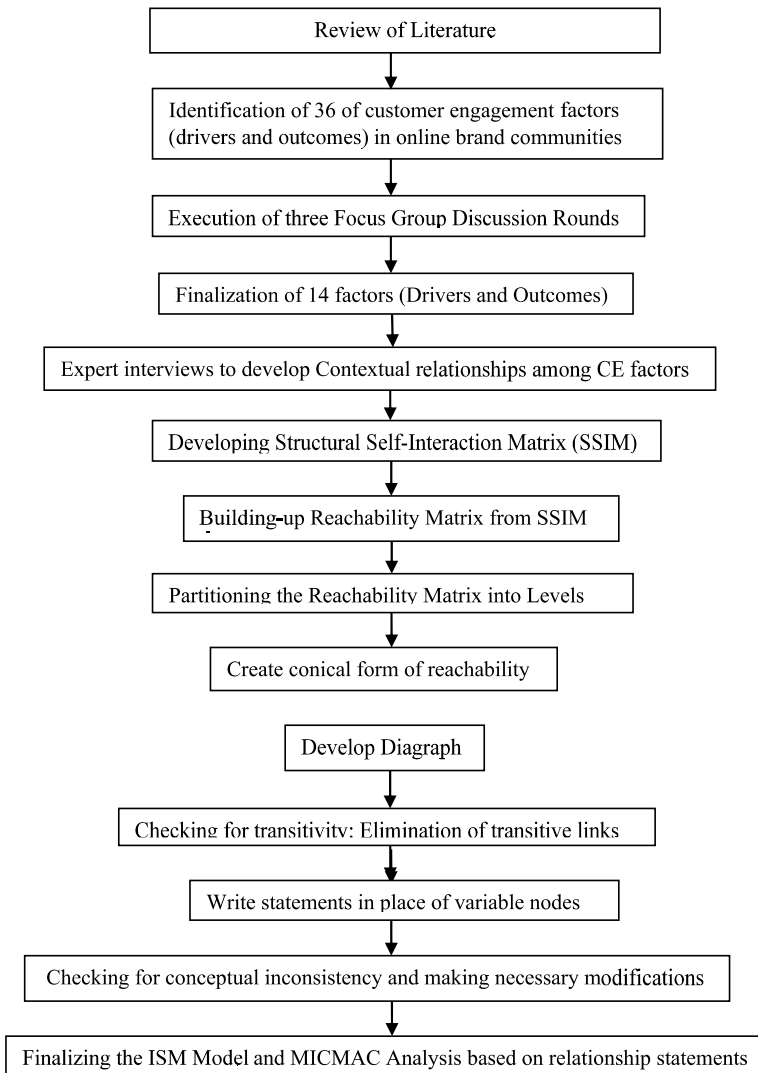 Review of Literature
Identification of 36 of customer engagement factors
(drivers and outcomes) in online brand communities
Execution of three Focus Group Discussion Rounds
Finalization of 14 factors (Drivers and Outcomes)
Expert interviews to develop Contextual relationships among CE factors
Developing Structural Self-Interaction Matrix (SSIM)
Building-up Reachability Matrix from SSIM
Partitioning the Reachability Matrix into Levels
Create conical form of reachability
Develop Diagraph
Checking for transitivity: Elimination of transitive links
Write statements in place of variable nodes
Checking for conceptual inconsistency and making necessary modifications
Finalizing the ISM Model and MICMAC Analysis based on relationship statements